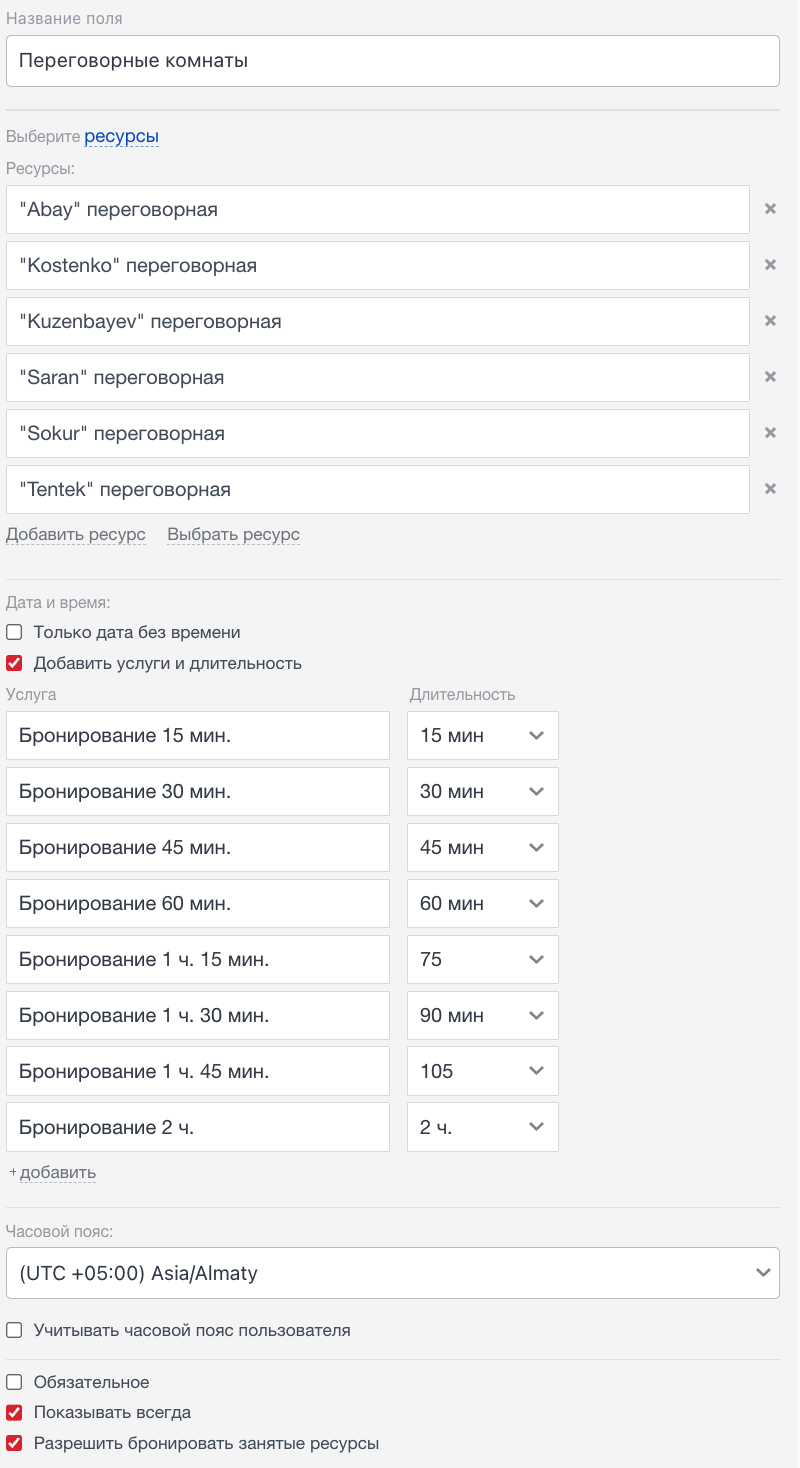 Название поля
Переговорные комнаты
Выберите ресурсы
Ресурсы:
"Abay" переговорная
"Kostenko" переговорная
"Kuzenbayev" переговорная
"Saran" переговорная
"Sokur" переговорная
"Tentek" переговорная
Добавить ресурс Выбрать ресурс
Дата и время:
Только дата без времени
Добавить услуги и длительность
Услуга Длительность
Бронирование 15 мин. 15 мин
Бронирование 30 мин. 30 мин
Бронирование 45 мин. 45 мин
Бронирование 60 мин. 60 мин
Бронирование 1 ч. 15 мин. 75
Бронирование 1 ч. 30 мин. 90 мин
Бронирование 1 ч. 45 мин. 105
Бронирование 2 ч. 2 ч.
+ добавить
Часовой пояс:
(UTC +05:00) Asia/Almaty
Учитывать часовой пояс пользователя
Обязательное
Показывать всегда
Разрешить бронировать занятые ресурсы